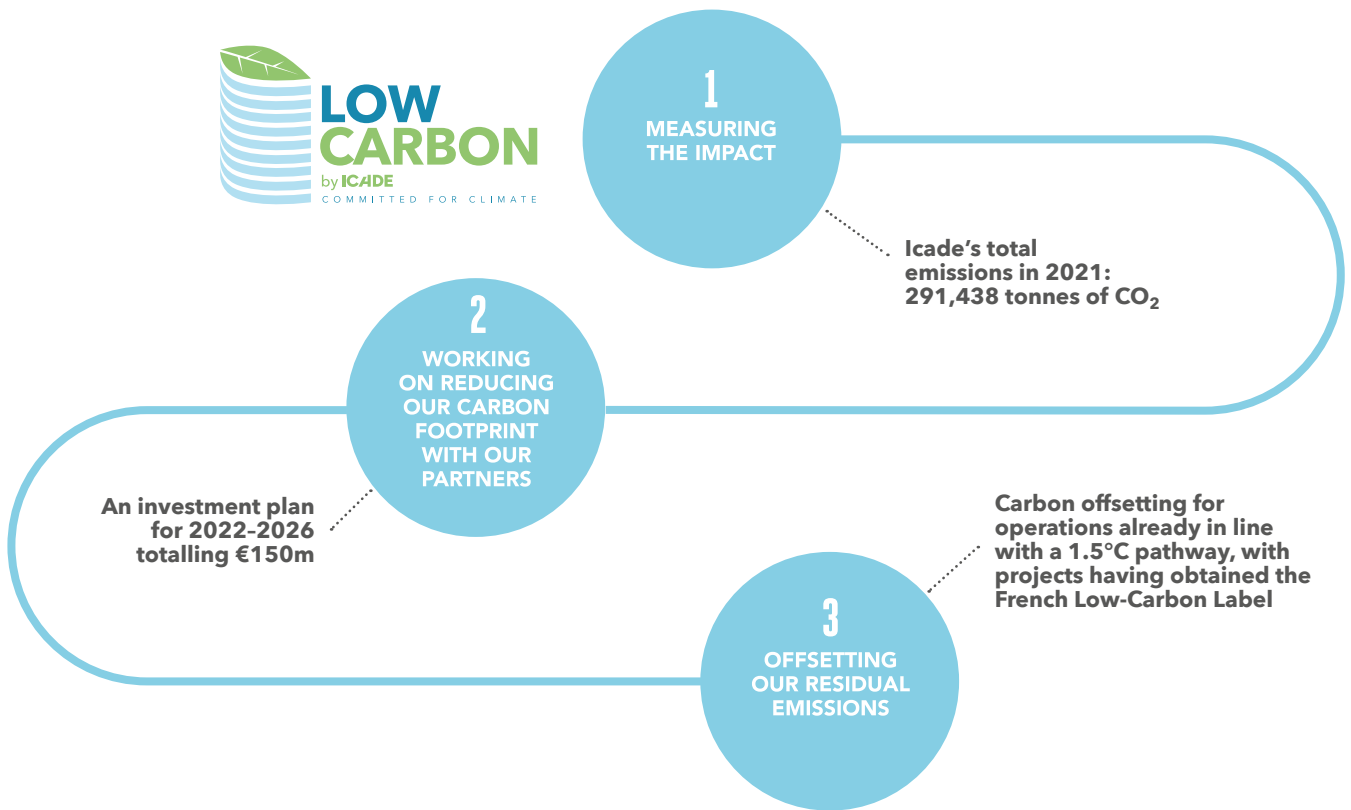 LOW
CARBON
by ICADE
COMMITTED FOR CLIMATE
1
MEASURING
THE IMPACT
Icade's total
emissions in 2021:
291,438 tonnes of CO₂
2
WORKING
ON REDUCING
OUR CARBON
FOOTPRINT
WITH OUR
PARTNERS
An investment plan
for 2022–2026
totalling €150m
3
OFFSETTING
OUR RESIDUAL
EMISSIONS
Carbon offsetting for
operations already in line
with a 1.5°C pathway, with
projects having obtained the
French Low-Carbon Label